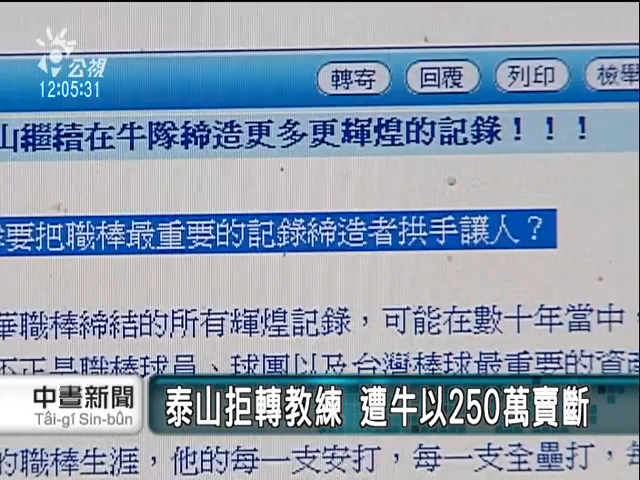 公視
12:05:31
轉寄 回覆 列印 檢舉
山繼續在牛隊締造更多更輝煌的記錄！！！
要把職棒最重要的記錄締造者拱手讓人？
華職棒締結的所有輝煌記錄，可能在數十年當中，
不正是職棒球員、球團以及台灣棒球最重要的資產
中晝新聞
Tâi-gí Sin-bûn
泰山拒轉教練 遭牛以250萬賣斷
的職棒生涯，他的每一支安打，每一支全壘打，每